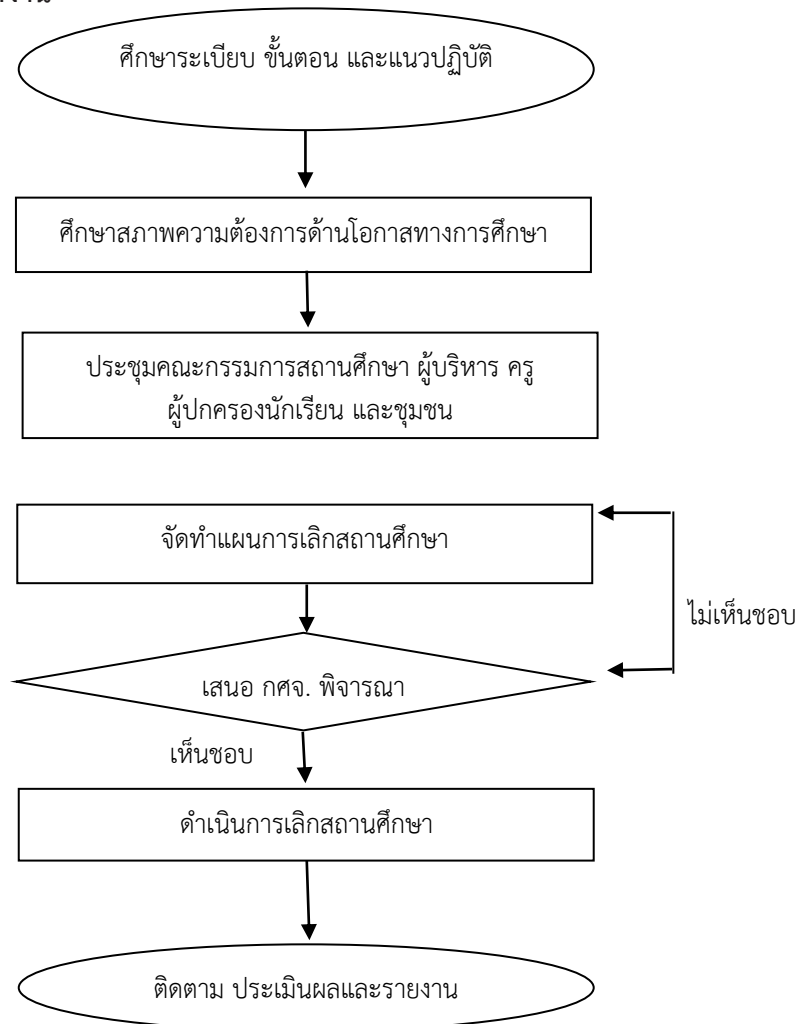 ศึกษาระเบียบ ขั้นตอน และแนวปฏิบัติ
ศึกษาสภาพความต้องการด้านโอกาสทางการศึกษา
ประชุมคณะกรรมการสถานศึกษา ผู้บริหาร ครู
ผู้ปกครองนักเรียน และชุมชน
จัดทำแผนการเลิกสถานศึกษา
ไม่เห็นชอบ
เสนอ กศจ. พิจารณา
เห็นชอบ
ดำเนินการเลิกสถานศึกษา
ติดตาม ประเมินผลและรายงาน